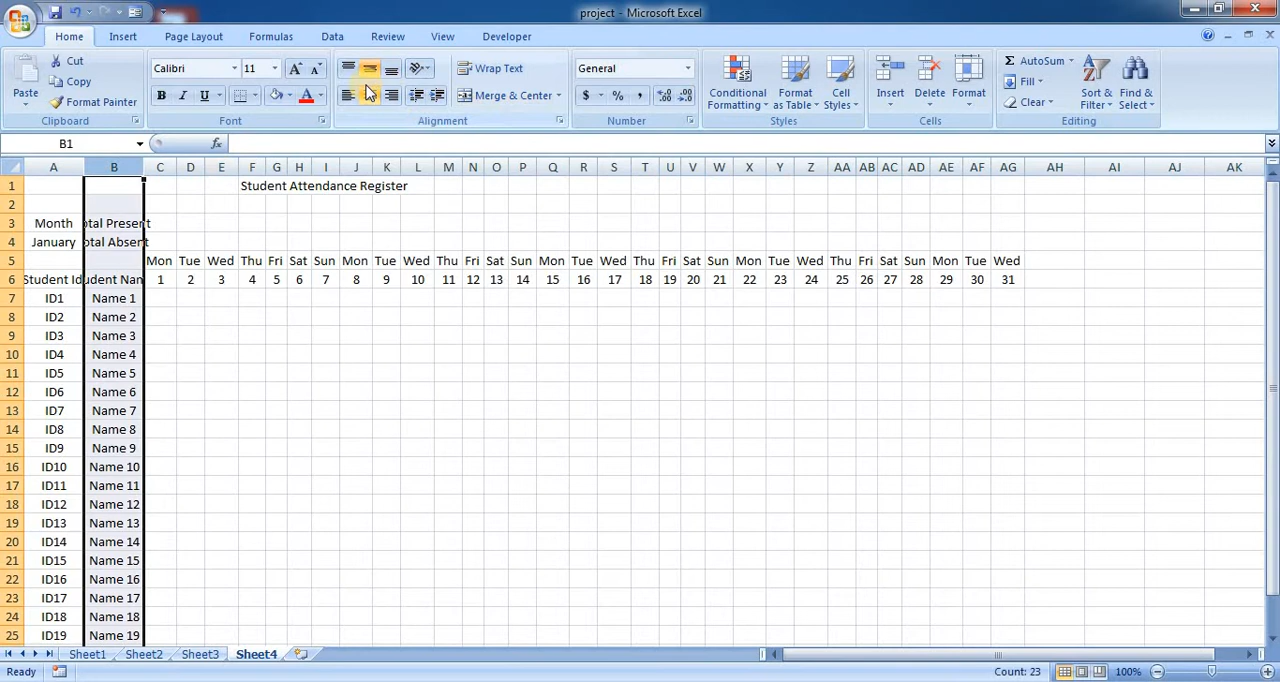 project - Microsoft Excel
Home Insert Page Layout Formulas Data Review View Developer
Cut
Copy
Format Painter
Paste
Clipboard
Calibri 11
B I U
Font
Wrap Text
Merge & Center
Alignment
General
$ % ,
Number
Conditional Formatting
Format as Table
Cell Styles
Styles
Insert Delete Format
Cells
Σ AutoSum
Fill
Clear
Sort & Filter
Find & Select
Editing
B1 fx
A B C D E F G H I J K L M N O P Q R S T U V W X Y Z AA AB AC AD AE AF AG AH AI AJ AK
1 Student Attendance Register
2
3 Month otal Present
4 January otal Absent
5 Mon Tue Wed Thu Fri Sat Sun Mon Tue Wed Thu Fri Sat Sun Mon Tue Wed Thu Fri Sat Sun Mon Tue Wed Thu Fri Sat Sun Mon Tue Wed
6 Student Id udent Nan 1 2 3 4 5 6 7 8 9 10 11 12 13 14 15 16 17 18 19 20 21 22 23 24 25 26 27 28 29 30 31
7 ID1 Name 1
8 ID2 Name 2
9 ID3 Name 3
10 ID4 Name 4
11 ID5 Name 5
12 ID6 Name 6
13 ID7 Name 7
14 ID8 Name 8
15 ID9 Name 9
16 ID10 Name 10
17 ID11 Name 11
18 ID12 Name 12
19 ID13 Name 13
20 ID14 Name 14
21 ID15 Name 15
22 ID16 Name 16
23 ID17 Name 17
24 ID18 Name 18
25 ID19 Name 19
Sheet1 Sheet2 Sheet3 Sheet4
Ready Count: 23 100%